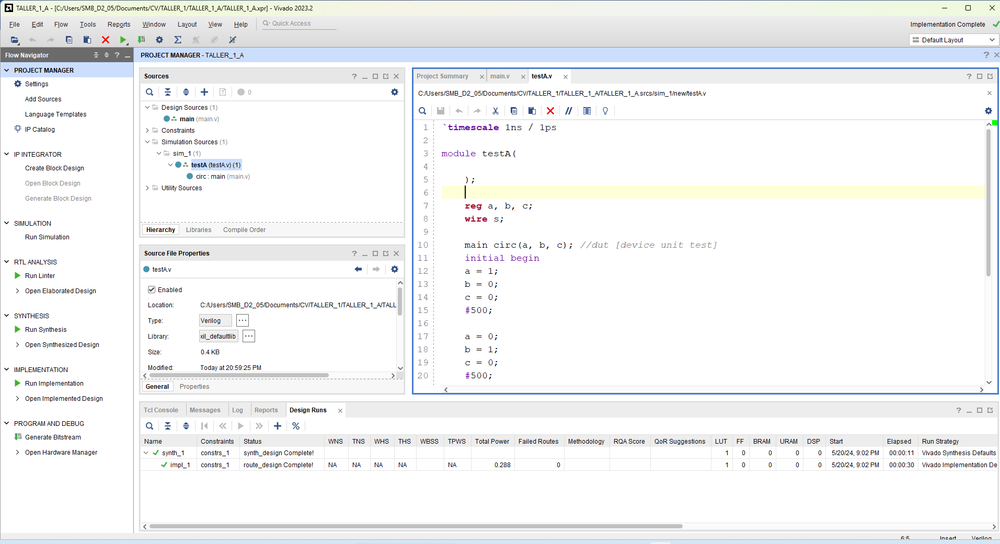 TALLER_1_A - [C:/Users/SMB_D2_05/Documents/CV/TALLER_1/TALLER_1_A/TALLER_1_A.xpr] - Vivado 2023.2
File Edit Flow Tools Reports Window Layout View Help Quick Access
Implementation Complete
Default Layout
Flow Navigator
PROJECT MANAGER
Settings
Add Sources
Language Templates
IP Catalog
IP INTEGRATOR
Create Block Design
Open Block Design
Generate Block Design
SIMULATION
Run Simulation
RTL ANALYSIS
Run Linter
Open Elaborated Design
SYNTHESIS
Run Synthesis
Open Synthesized Design
IMPLEMENTATION
Run Implementation
Open Implemented Design
PROGRAM AND DEBUG
Generate Bitstream
Open Hardware Manager
PROJECT MANAGER - TALLER_1_A
Sources
0
Design Sources (1)
main (main.v)
Constraints
Simulation Sources (1)
sim_1 (1)
testA (testA.v) (1)
circ : main (main.v)
Utility Sources
Hierarchy Libraries Compile Order
Source File Properties
testA.v
Enabled
Location: C:/Users/SMB_D2_05/Documents/CV/TALLER_1/TALLER_1_A/TALL
Type: Verilog ...
Library: xil_defaultlib ...
Size: 0.4 KB
Modified: Today at 20:59:25 PM
General Properties
Project Summary main.v testA.v
C:/Users/SMB_D2_05/Documents/CV/TALLER_1/TALLER_1_A/TALLER_1_A.srcs/sim_1/new/testA.v
1 `timescale 1ns / 1ps
2
3 module testA(
4
5 );
6
7 reg a, b, c;
8 wire s;
9
10 main circ(a, b, c); //dut [device unit test]
11 initial begin
12 a = 1;
13 b = 0;
14 c = 0;
15 #500;
16
17 a = 0;
18 b = 1;
19 c = 0;
20 #500;
Tcl Console Messages Log Reports Design Runs
Name Constraints Status WNS TNS WHS THS WBSS TPWS Total Power Failed Routes Methodology RQA Score QoR Suggestions LUT FF BRAM URAM DSP Start Elapsed Run Strategy
synth_1 constrs_1 synth_design Complete! 1 0 0 0 0 5/20/24, 9:02 PM 00:00:11 Vivado Synthesis Defaults
impl_1 constrs_1 route_design Complete! NA NA NA NA NA 0.288 0 1 0 0 0 0 5/20/24, 9:02 PM 00:00:30 Vivado Implementation De
6:5 Insert Verilog